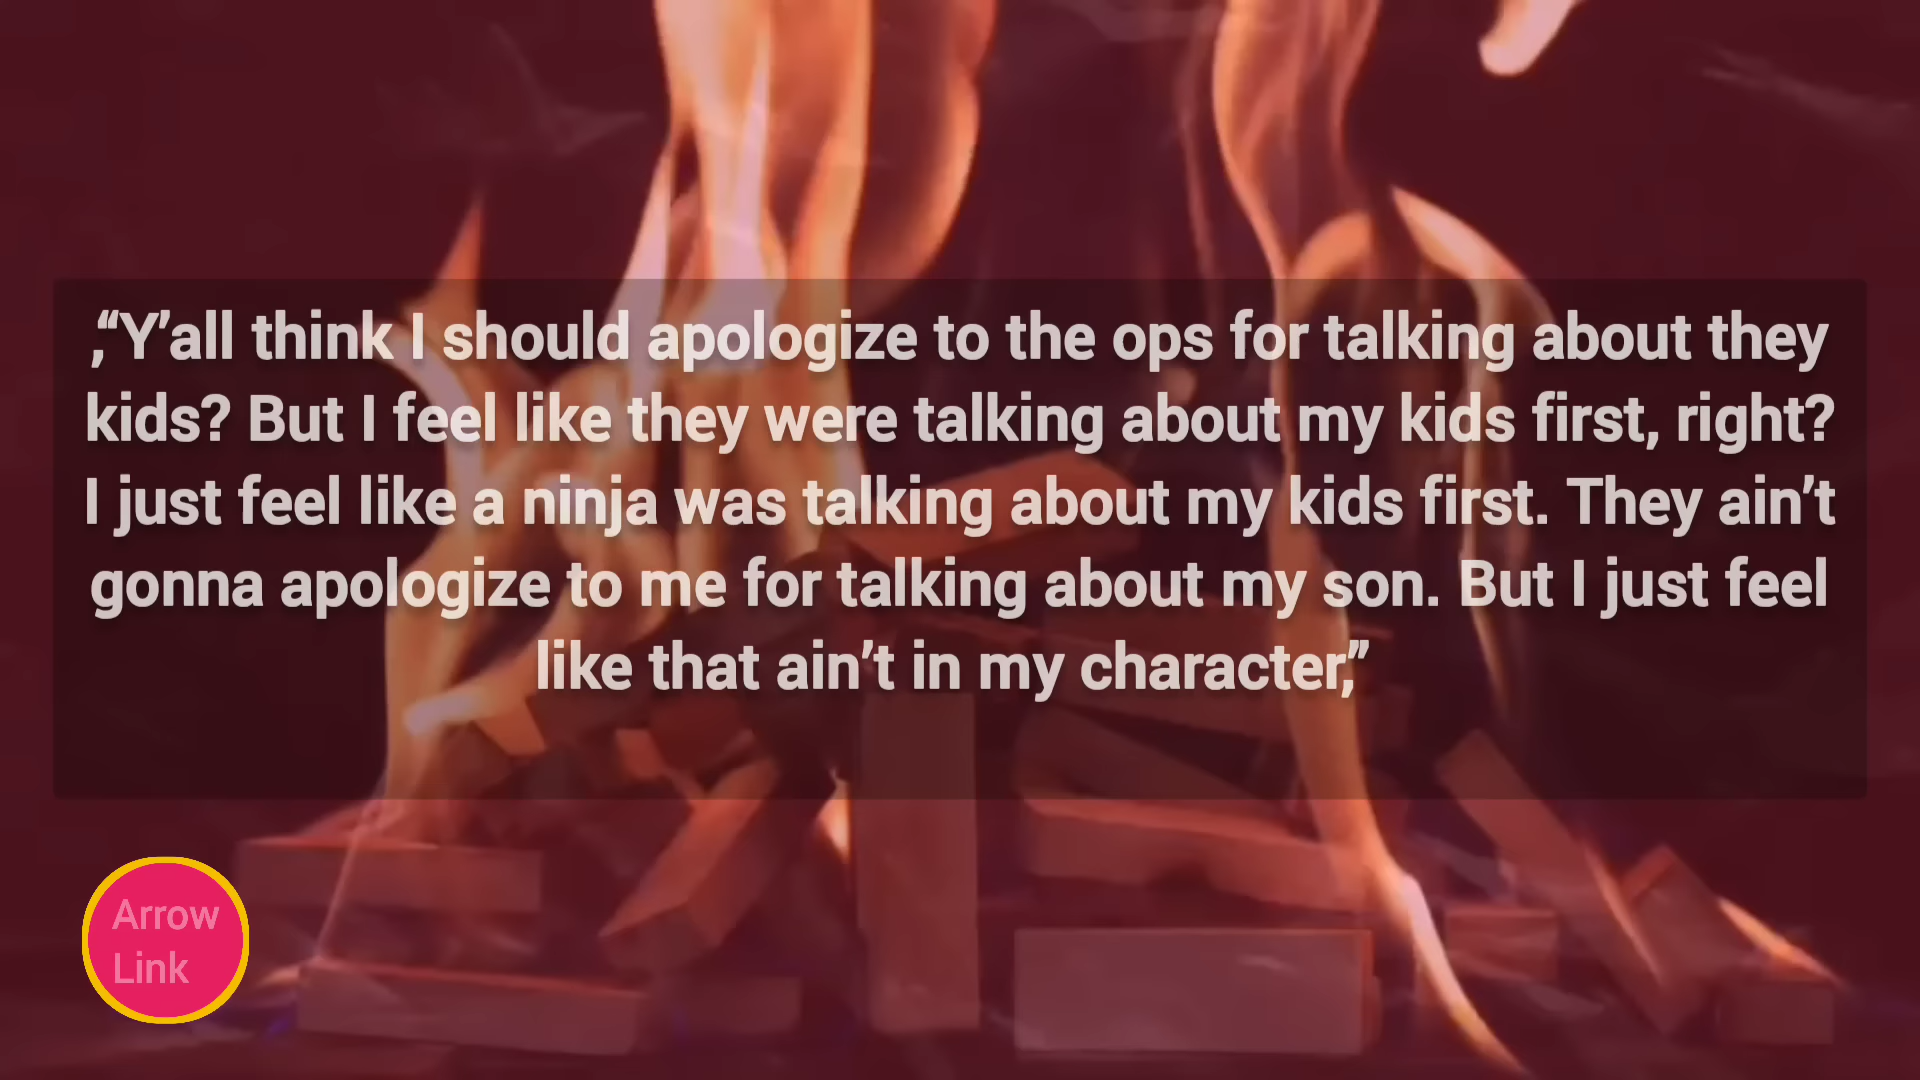 ,“Y’all think I should apologize to the ops for talking about they
kids? But I feel like they were talking about my kids first, right?
I just feel like a ninja was talking about my kids first. They ain’t
gonna apologize to me for talking about my son. But I just feel
like that ain’t in my character,”
Arrow
Link